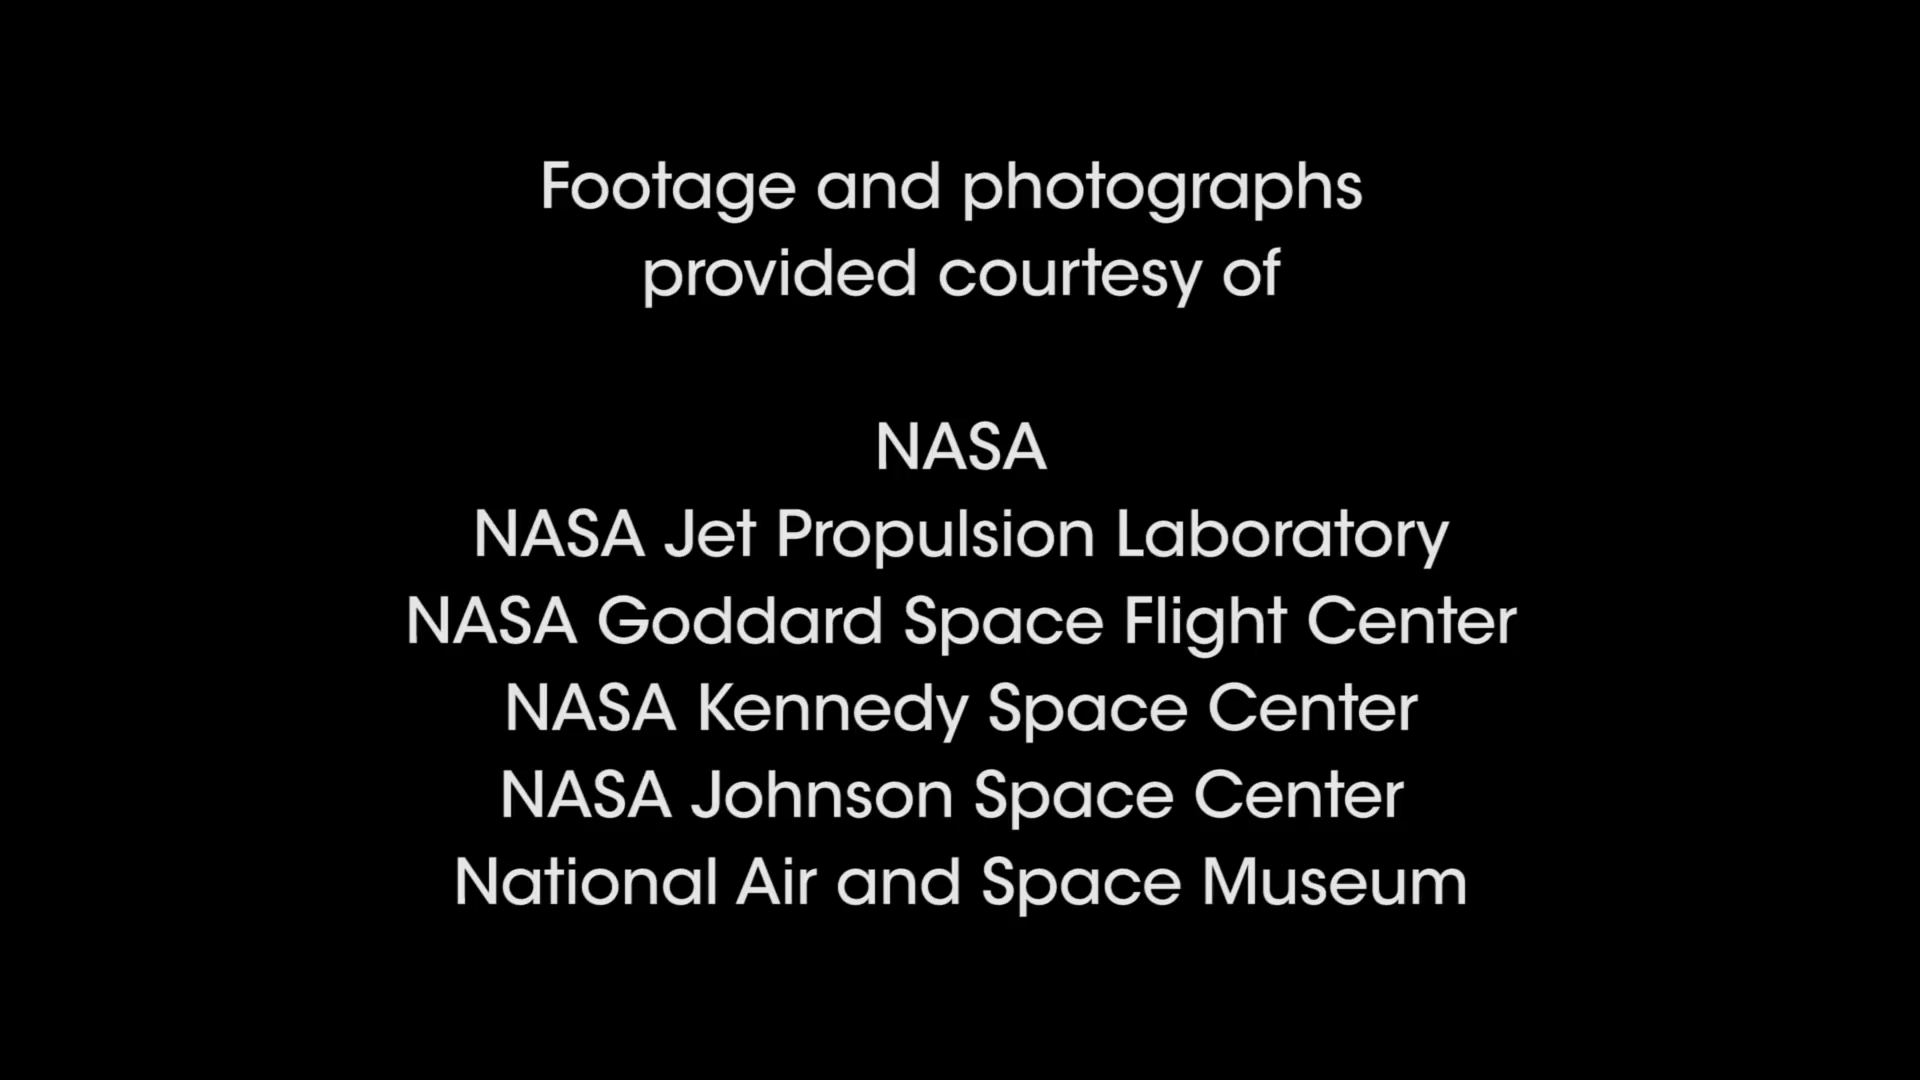 Footage and photographs
provided courtesy of
NASA
NASA Jet Propulsion Laboratory
NASA Goddard Space Flight Center
NASA Kennedy Space Center
NASA Johnson Space Center
National Air and Space Museum